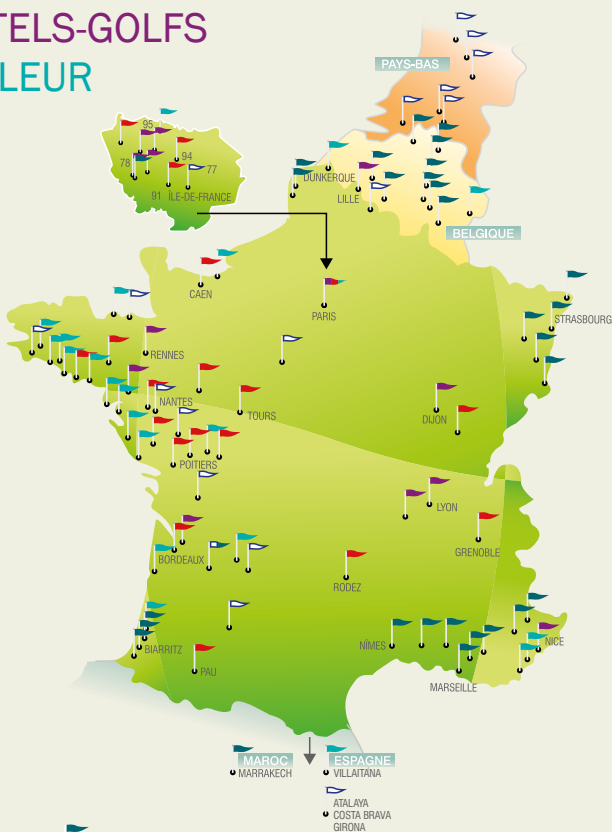 TELS-GOLFS
LEUR
PAYS-BAS
95
78
94
77
91
ÎLE-DE-FRANCE
DUNKERQUE
LILLE
BELGIQUE
CAEN
PARIS
STRASBOURG
RENNES
NANTES
TOURS
DIJON
POITIERS
LYON
BORDEAUX
GRENOBLE
RODEZ
BIARRITZ
PAU
NÎMES
NICE
MARSEILLE
MAROC
MARRAKECH
ESPAGNE
VILLAITANA
ATALAYA
COSTA BRAVA
GIRONA